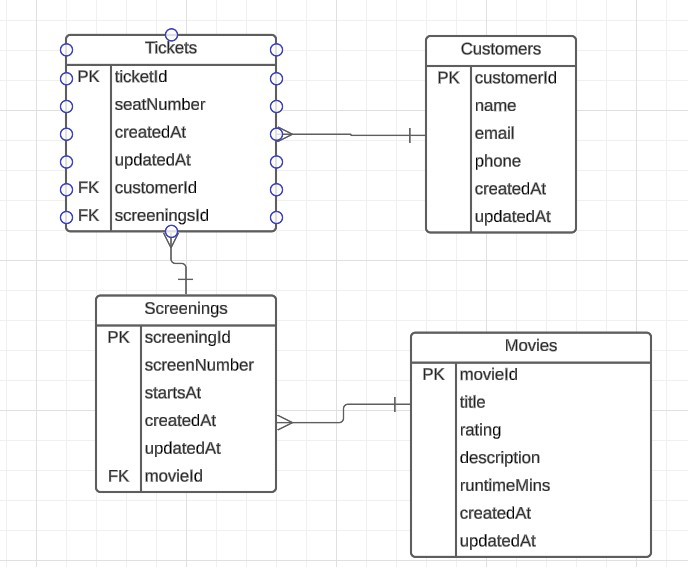 Tickets
PK ticketId
seatNumber
createdAt
updatedAt
FK customerId
FK screeningsId
Customers
PK customerId
name
email
phone
createdAt
updatedAt
Screenings
PK screeningId
screenNumber
startsAt
createdAt
updatedAt
FK movieId
Movies
PK movieId
title
rating
description
runtimeMins
createdAt
updatedAt